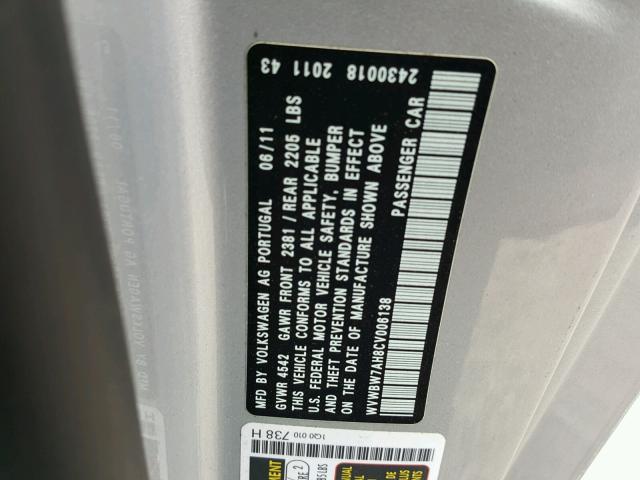 MFD BY VOLKSWAGEN AG PORTUGAL 06/11
GVWR 4542 GAWR FRONT 2381/REAR 2205 LBS
THIS VEHICLE CONFORMS TO ALL APPLICABLE
U.S. FEDERAL MOTOR VEHICLE SAFETY, BUMPER
AND THEFT PREVENTION STANDARDS IN EFFECT
ON THE DATE OF MANUFACTURE SHOWN ABOVE
WVWBW7AH8CV006138 PASSENGER CAR
2430018 2011 43
1Q0 010 738 H